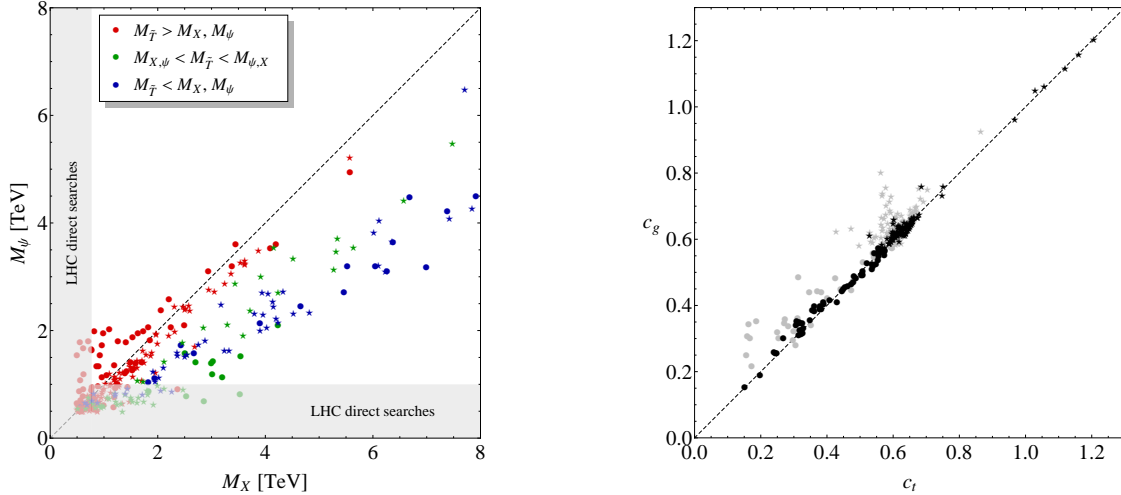 8
6
4
2
0
M_ψ [TeV]
M_T̃ > M_X, M_ψ
M_X,ψ < M_T̃ < M_ψ,X
M_T̃ < M_X, M_ψ
LHC direct searches
LHC direct searches
0 2 4 6 8
M_X [TeV]
1.2
1.0
0.8
0.6
0.4
0.2
0.0
c_g
0.0 0.2 0.4 0.6 0.8 1.0 1.2
c_t